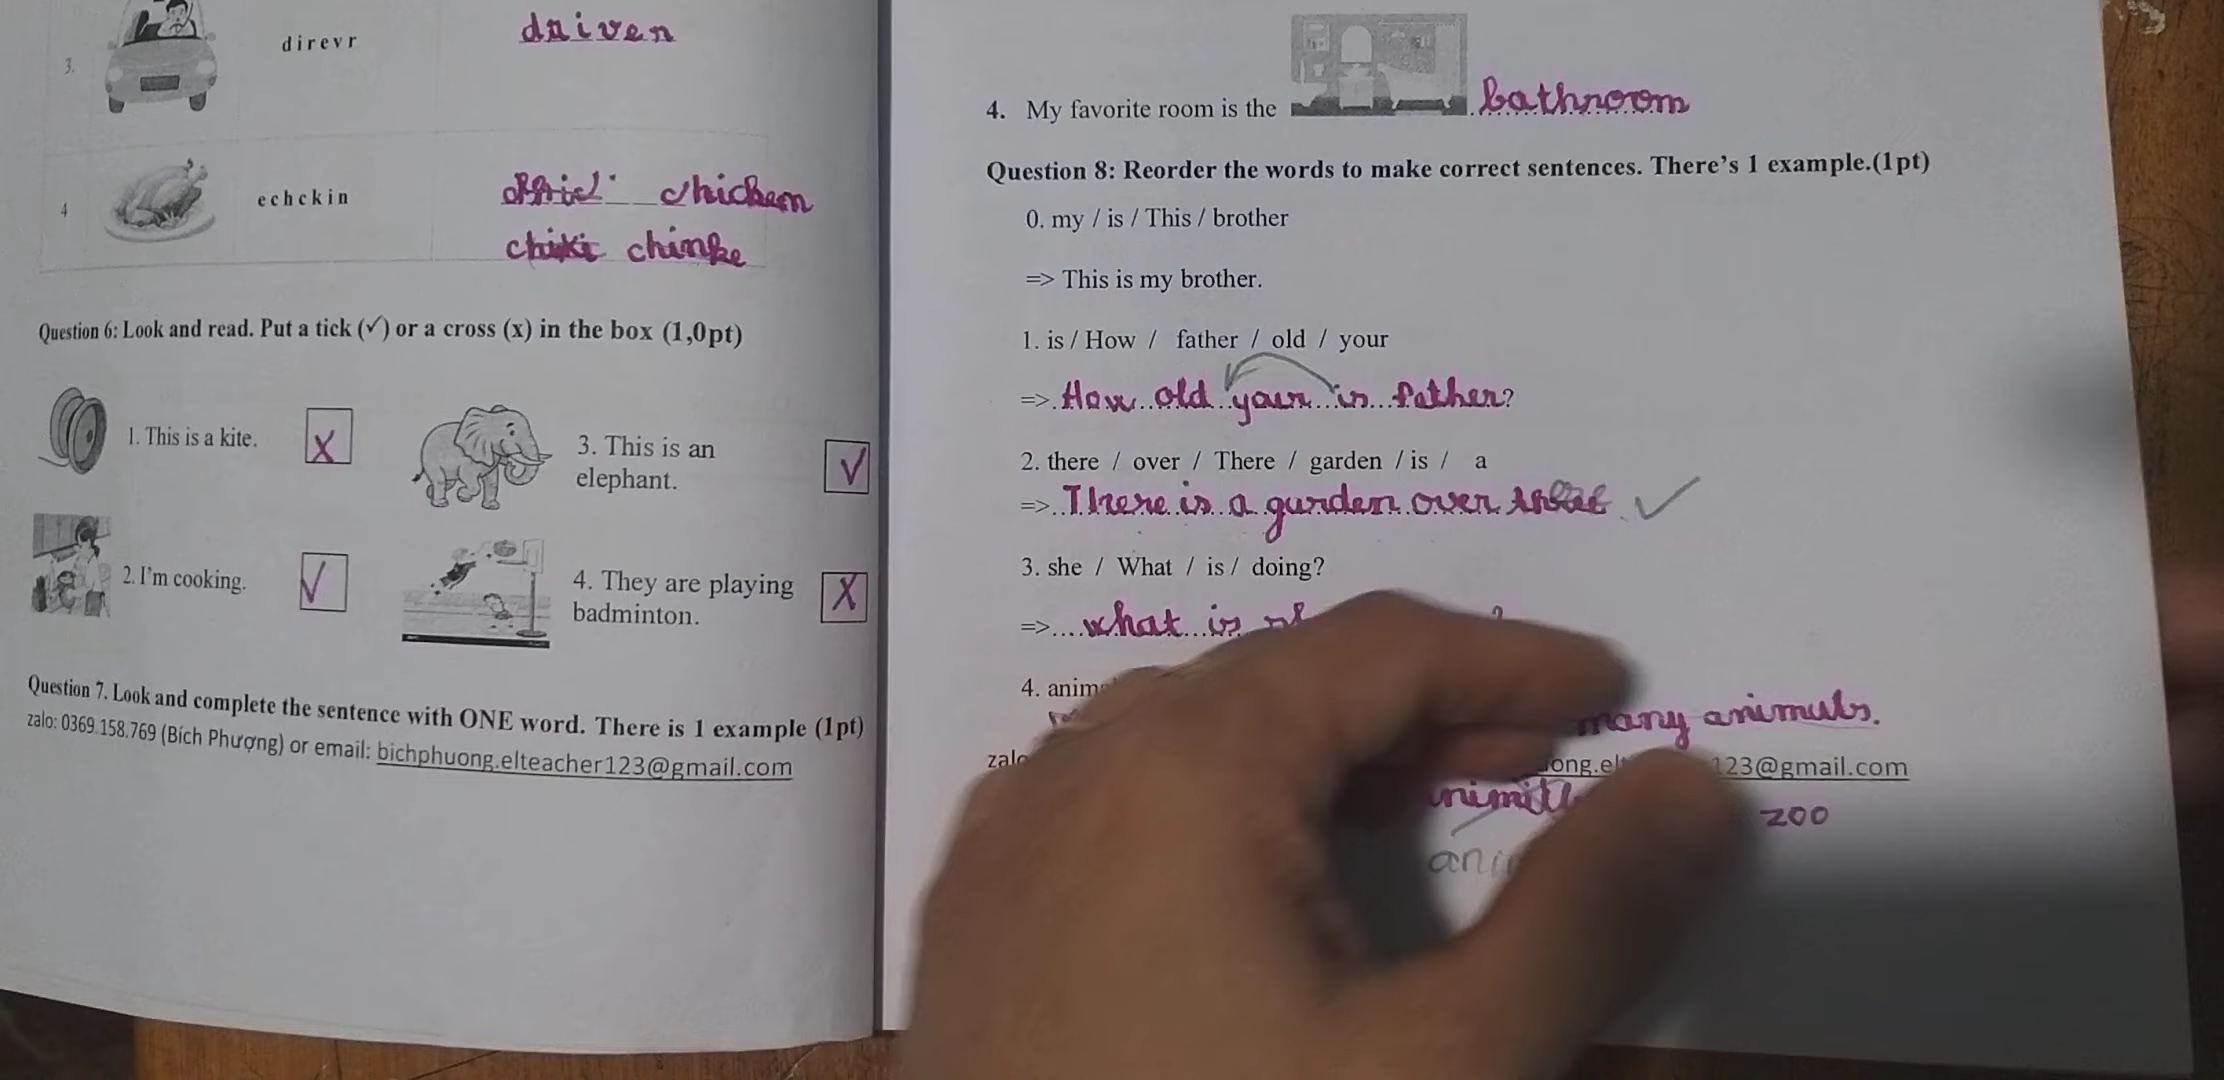 3.
direvr
driver
4
echckin
chicken
Question 6: Look and read. Put a tick (✓) or a cross (x) in the box (1,0pt)
1. This is a kite.
X
3. This is an
elephant.
✓
2. I'm cooking.
✓
4. They are playing
badminton.
X
Question 7. Look and complete the sentence with ONE word. There is 1 example (1pt)
zalo: 0369.158.769 (Bích Phượng) or email: bichphuong.elteacher123@gmail.com
4. My favorite room is the bathroom
Question 8: Reorder the words to make correct sentences. There's 1 example.(1pt)
0. my / is / This / brother
=> This is my brother.
1. is / How / father / old / your
=> How old your is father?
2. there / over / There / garden / is / a
=> There is a garden over ✓
3. she / What / is / doing?
=> what is
4.
many animals.
123@gmail.com
zoo